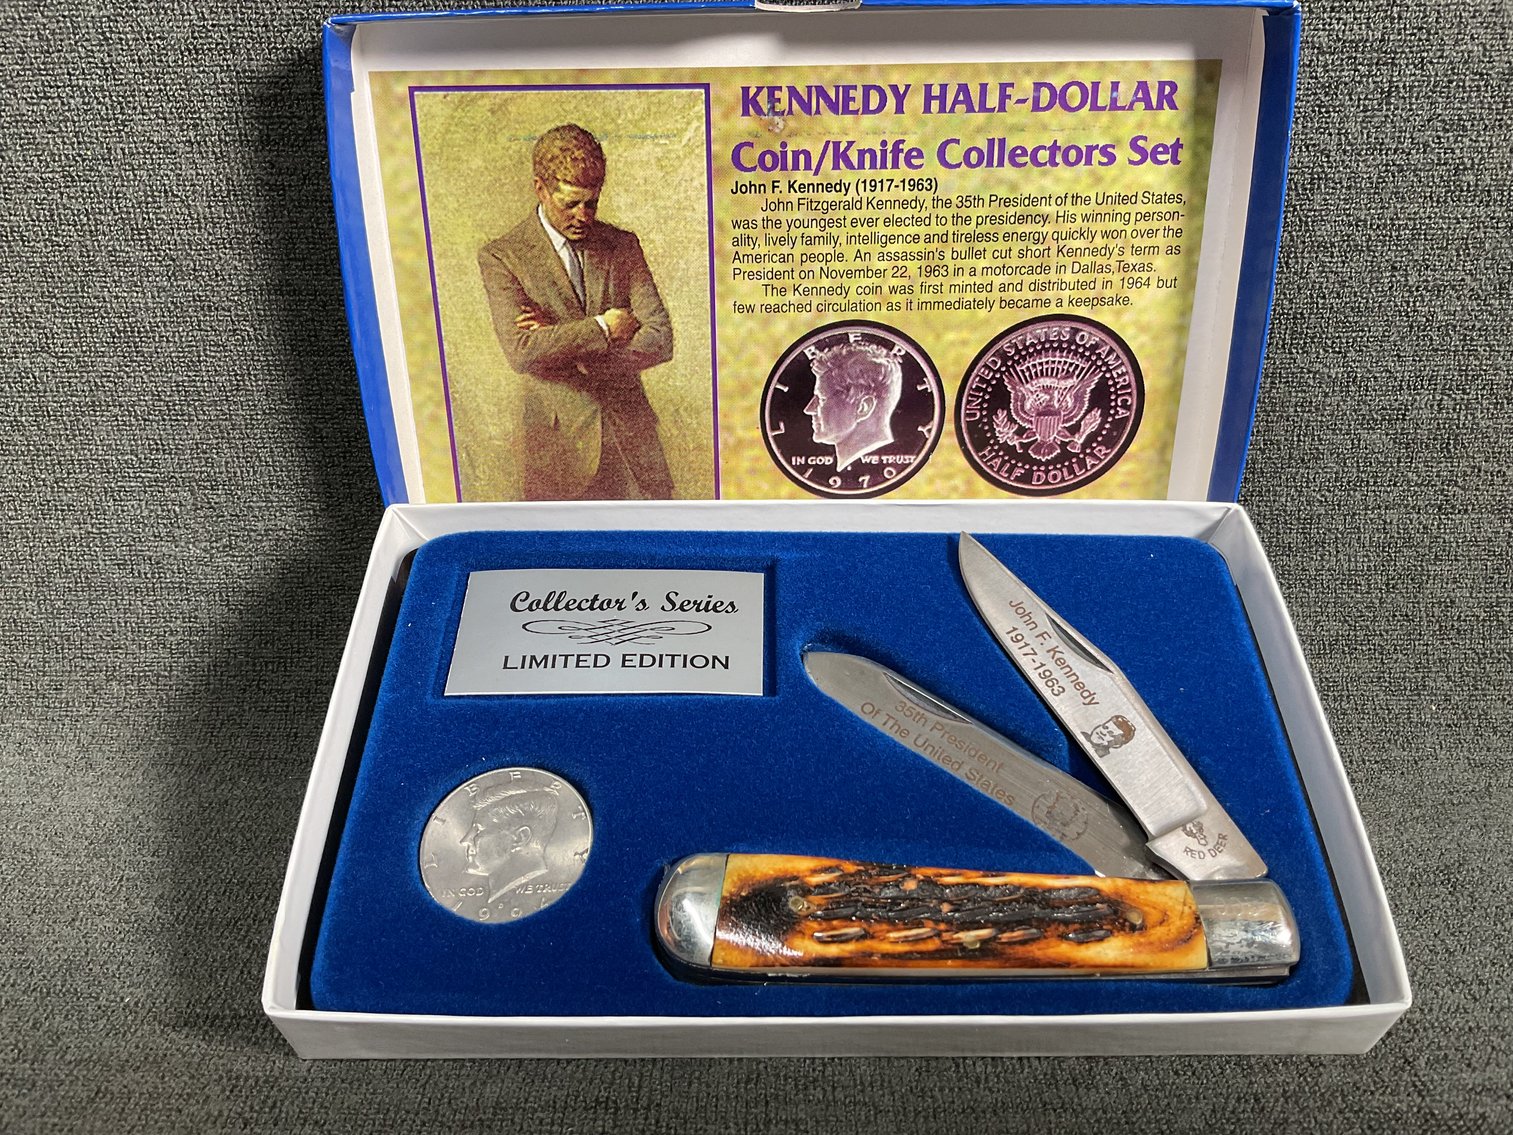 KENNEDY HALF-DOLLAR
Coin/Knife Collectors Set
John F. Kennedy (1917-1963)
John Fitzgerald Kennedy, the 35th President of the United States,
was the youngest ever elected to the presidency. His winning person-
ality, lively family, intelligence and tireless energy quickly won over the
American people. An assassin's bullet cut short Kennedy's term as
President on November 22, 1963 in a motorcade in Dallas,Texas.
The Kennedy coin was first minted and distributed in 1964 but
few reached circulation as it immediately became a keepsake.
LIBERTY
IN GOD WE TRUST
1970
UNITED STATES OF AMERICA
HALF DOLLAR
Collector's Series
LIMITED EDITION
John F. Kennedy
1917-1963
35th President
Of The United States
RED DEER
LIBERTY
IN GOD WE TRUST